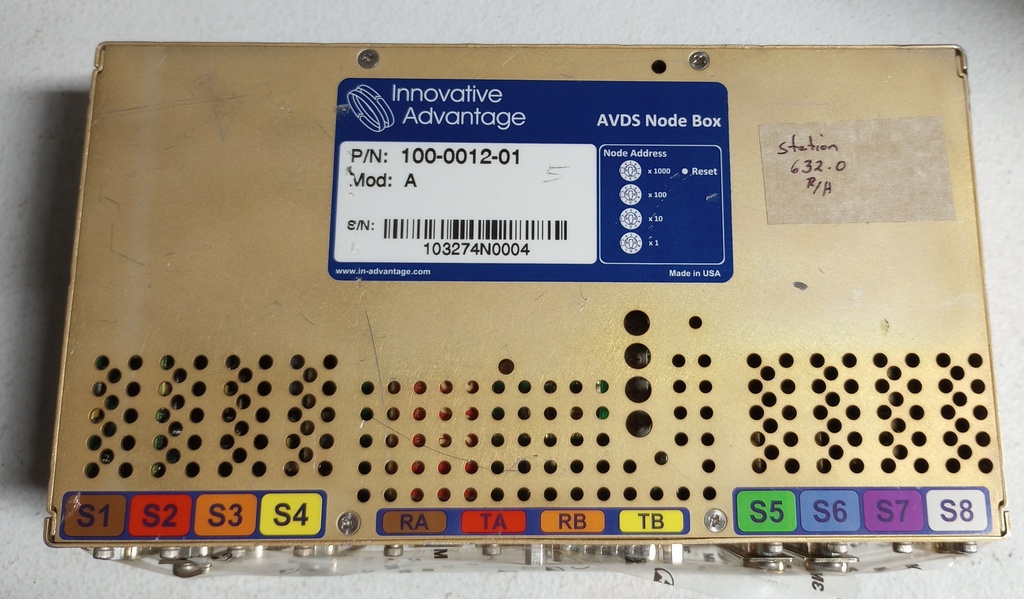 Innovative
Advantage
AVDS Node Box
P/N: 100-0012-01
Mod: A
5
S/N:
103274N0004
Node Address
x 1000
Reset
x 100
x 10
x 1
www.in-advantage.com
Made in USA
Station
632.0
R/H
S1 S2 S3 S4
RA TA RB TB
S5 S6 S7 S8